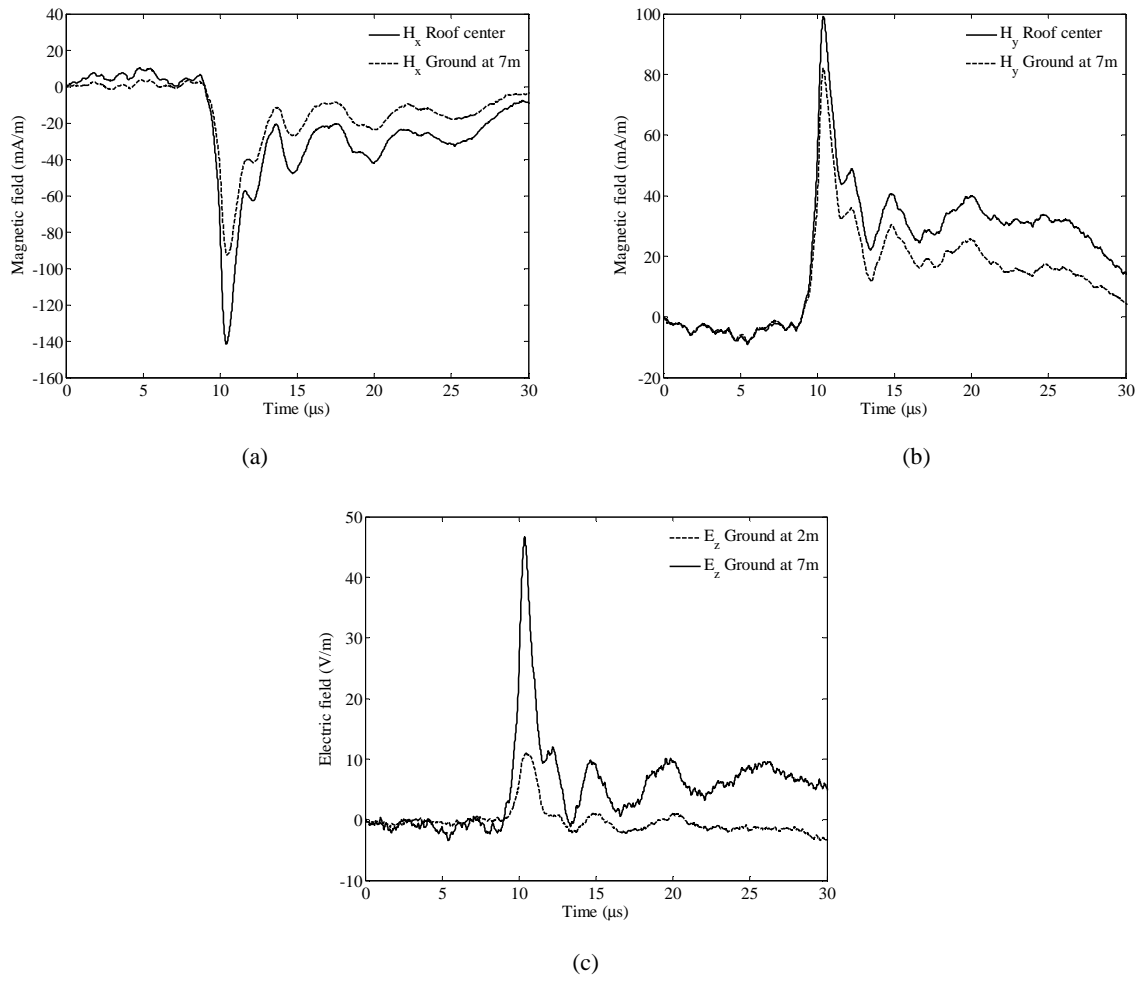 40
20
0
-20
-40
-60
-80
-100
-120
-140
-160
0 5 10 15 20 25 30
Magnetic field (mA/m)
Time (μs)
H_x Roof center
H_x Ground at 7m
(a)
100
80
60
40
20
0
-20
0 5 10 15 20 25 30
Magnetic field (mA/m)
Time (μs)
H_y Roof center
H_y Ground at 7m
(b)
50
40
30
20
10
0
-10
0 5 10 15 20 25 30
Electric field (V/m)
Time (μs)
E_z Ground at 2m
E_z Ground at 7m
(c)